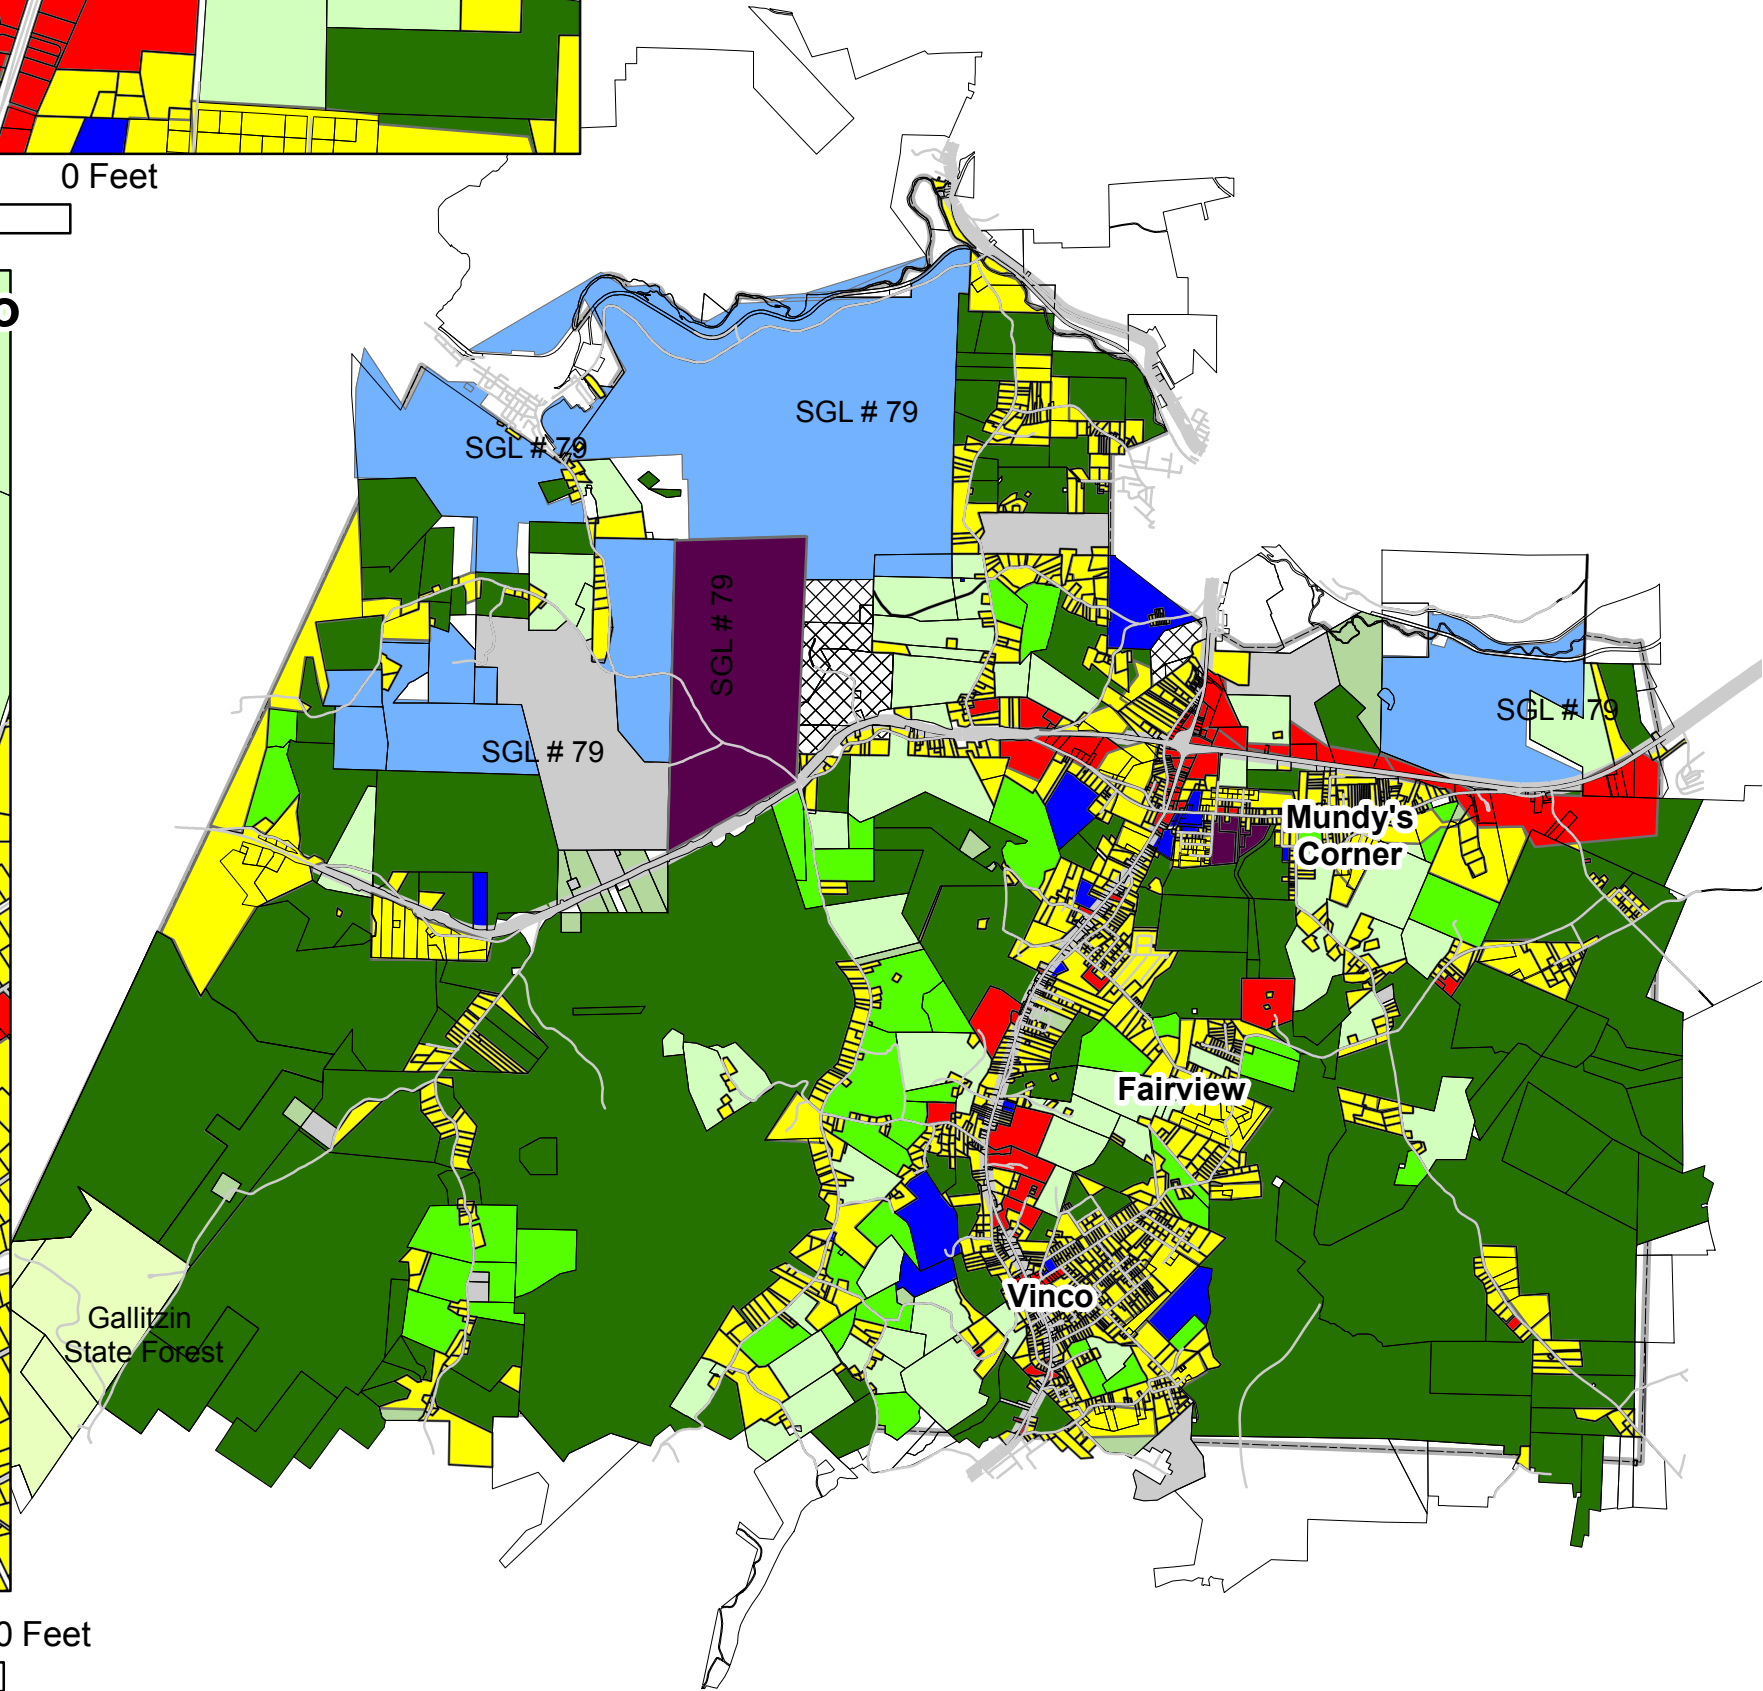 0 Feet
o
SGL # 79
SGL # 79
SGL # 79
SGL # 79
SGL # 79
Mundy's
Corner
Fairview
Vinco
Gallitzin
State Forest
0 Feet